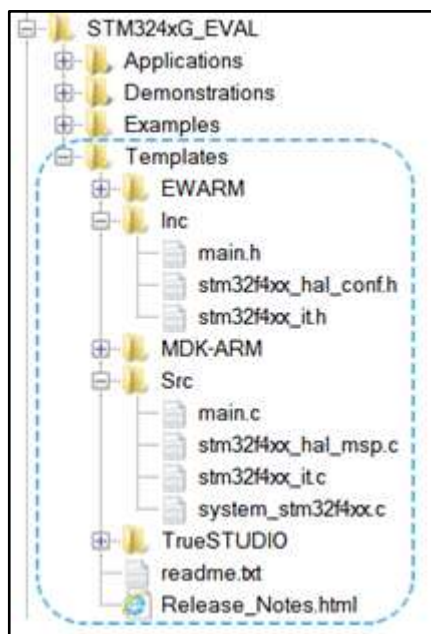 STM324xG_EVAL
Applications
Demonstrations
Examples
Templates
EWARM
Inc
main.h
stm32f4xx_hal_conf.h
stm32f4xx_it.h
MDK-ARM
Src
main.c
stm32f4xx_hal_msp.c
stm32f4xx_it.c
system_stm32f4xx.c
TrueSTUDIO
readme.txt
Release_Notes.html